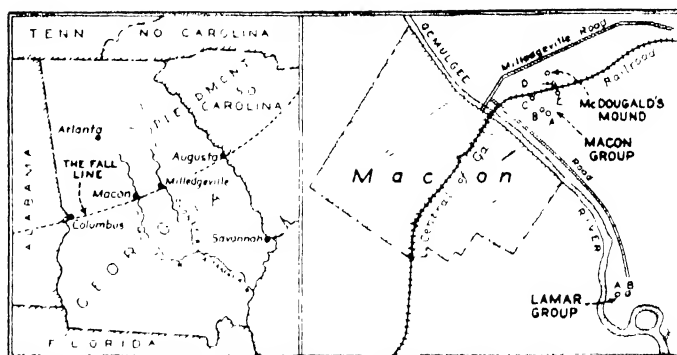 TENN
NO. CAROLINA
PIEDMONT
SO
CAROLINA
Atlanta
ALABAMA
THE FALL
LINE
Augusta
Macon
Milledgeville
Columbus
GEORGIA
Savannah
FLORIDA
OCMULGEE
Milledgeville Road
Railroad
D
C
B
B
A
E
McDOUGALD'S
MOUND
MACON
GROUP
Macon
Central of Ga
Road
RIVER
A B
LAMAR
GROUP